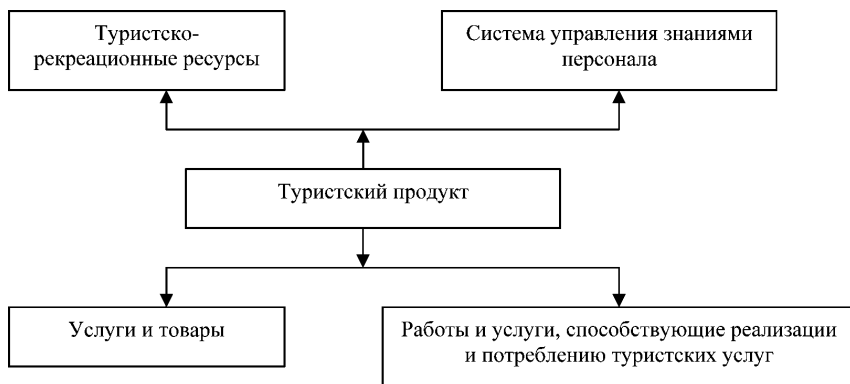 Туристско-
рекреационные ресурсы
Система управления знаниями
персонала
Туристский продукт
Услуги и товары
Работы и услуги, способствующие реализации
и потреблению туристских услуг